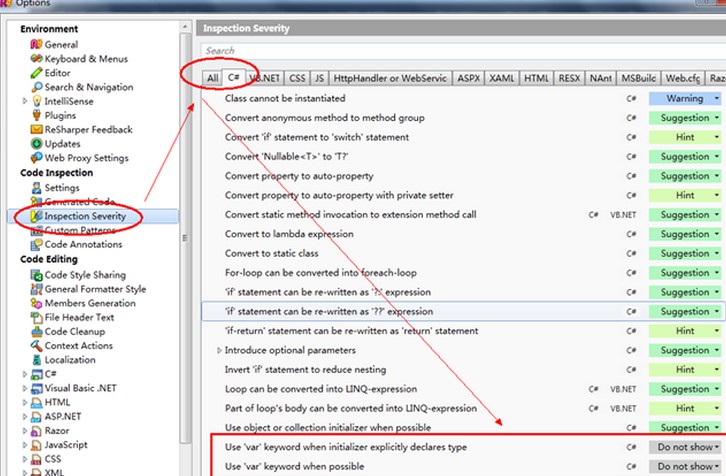 Options
Environment
General
Keyboard & Menus
Editor
Search & Navigation
IntelliSense
Plugins
ReSharper Feedback
Updates
Web Proxy Settings
Code Inspection
Settings
Generated Code
Inspection Severity
Custom Patterns
Code Annotations
Code Editing
Code Style Sharing
General Formatter Style
Members Generation
File Header Text
Code Cleanup
Context Actions
Localization
C#
Visual Basic .NET
HTML
ASP.NET
Razor
JavaScript
CSS
XML
Inspection Severity
Search
All C# VB.NET CSS JS HttpHandler or WebServic ASPX XAML HTML RESX NAnt MSBuild Web.cfg Raz
Class cannot be instantiated C# Warning
Convert anonymous method to method group C# Suggestion
Convert 'if' statement to 'switch' statement C# Hint
Convert 'Nullable<T>' to 'T?' C# Suggestion
Convert property to auto-property C# Suggestion
Convert property to auto-property with private setter C# Hint
Convert static method invocation to extension method call C# VB.NET Suggestion
Convert to lambda expression C# Suggestion
Convert to static class C# Suggestion
For-loop can be converted into foreach-loop C# Suggestion
'if' statement can be re-written as '?:' expression C# Suggestion
'if' statement can be re-written as '??' expression C# Suggestion
'if-return' statement can be re-written as 'return' statement C# Hint
Introduce optional parameters C# Suggestion
Invert 'if' statement to reduce nesting C# Hint
Loop can be converted into LINQ-expression C# VB.NET Suggestion
Part of loop's body can be converted into LINQ-expression C# VB.NET Hint
Use object or collection initializer when possible C# Suggestion
Use 'var' keyword when initializer explicitly declares type C# Do not show
Use 'var' keyword when possible C# Do not show